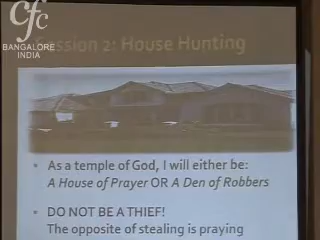 CFC
BANGALORE
INDIA
Session 2: House Hunting
• As a temple of God, I will either be:
A House of Prayer OR A Den of Robbers
• DO NOT BE A THIEF!
The opposite of stealing is praying